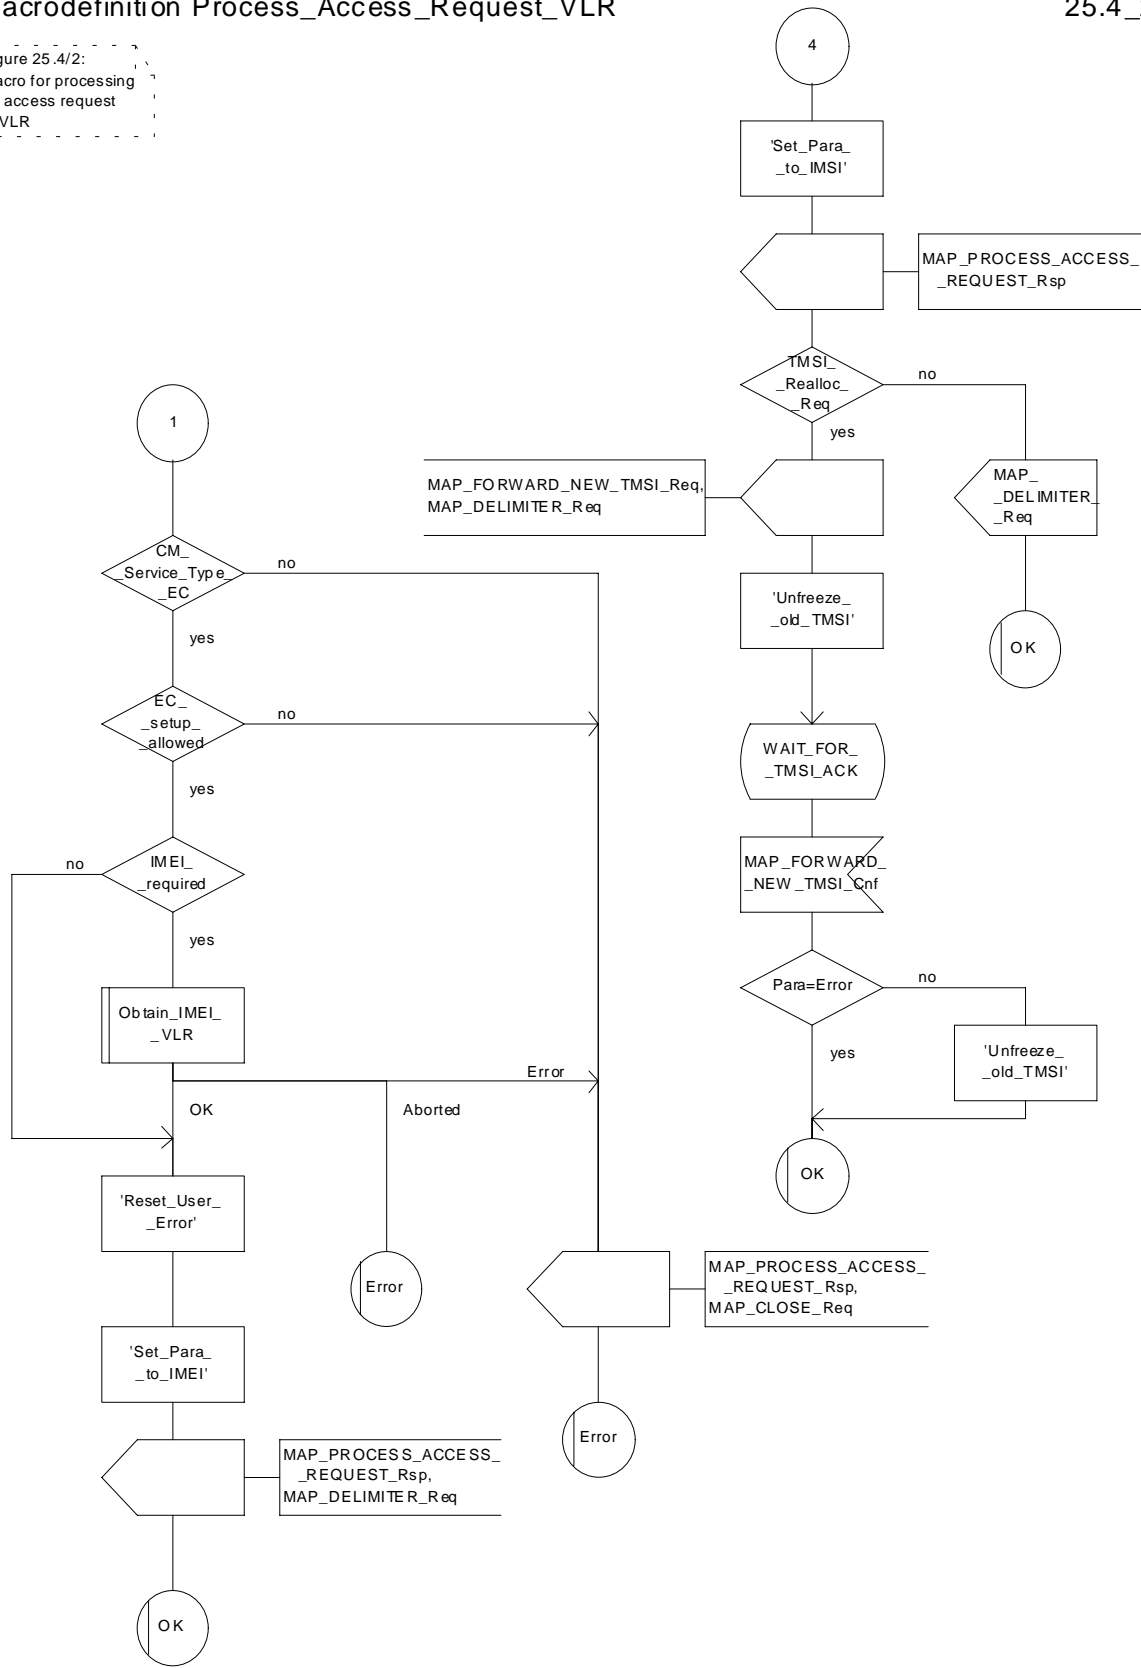 acrodefinition Process_Access_Request_VLR
25.4_
gure 25.4/2:
acro for processing
access request
VLR
4
'Set_Para_
_to_IMSI'
MAP_PROCESS_ACCESS_
_REQUEST_Rsp
TMSI_
_Realloc_
_Req
no
yes
MAP_FORWARD_NEW_TMSI_Req,
MAP_DELIMITER_Req
MAP_
_DELIMITER_
_Req
'Unfreeze_
_old_TMSI'
OK
WAIT_FOR_
_TMSI_ACK
MAP_FORWARD_
_NEW_TMSI_Cnf
Para=Error
no
yes
'Unfreeze_
_old_TMSI'
OK
1
CM_
_Service_Type_
_EC
no
yes
EC_
_setup_
_allowed
no
yes
IMEI_
_required
no
yes
Obtain_IMEI_
_VLR
Error
OK
Aborted
'Reset_User_
_Error'
Error
MAP_PROCESS_ACCESS_
_REQUEST_Rsp,
MAP_CLOSE_Req
'Set_Para_
_to_IMEI'
Error
MAP_PROCESS_ACCESS_
_REQUEST_Rsp,
MAP_DELIMITER_Req
OK